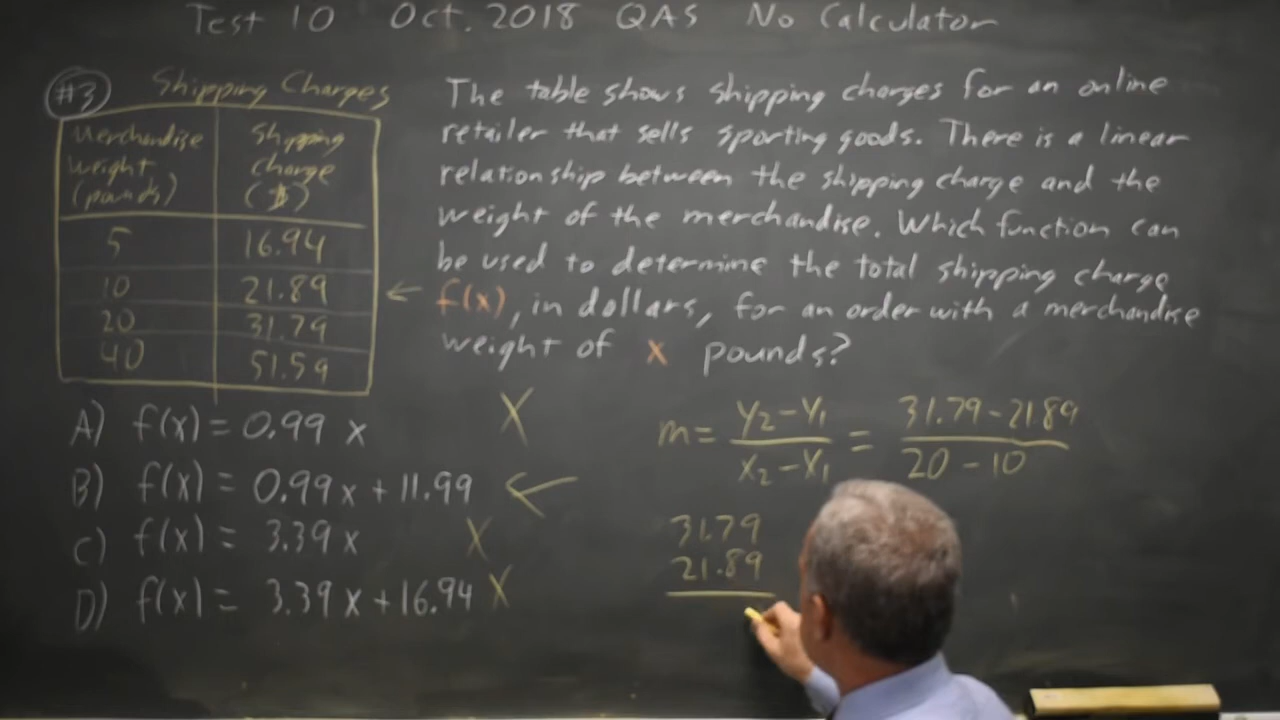 Test 10 Oct. 2018 QAS No Calculator
#3 Shipping Charges
Merchandise Weight (pounds) Shipping Charge ($)
5 16.94
10 21.89
20 31.79
40 51.59
The table shows shipping charges for an online
retailer that sells sporting goods. There is a linear
relationship between the shipping charge and the
weight of the merchandise. Which function can
be used to determine the total shipping charge
← f(x), in dollars, for an order with a merchandise
weight of x pounds?
A) f(x) = 0.99 x X
B) f(x) = 0.99x + 11.99 ←
C) f(x) = 3.39x X
D) f(x) = 3.39x + 16.94 X
m = Y₂ - Y₁ / X₂ - X₁ = 31.79 - 21.89 / 20 - 10
31.79
21.89